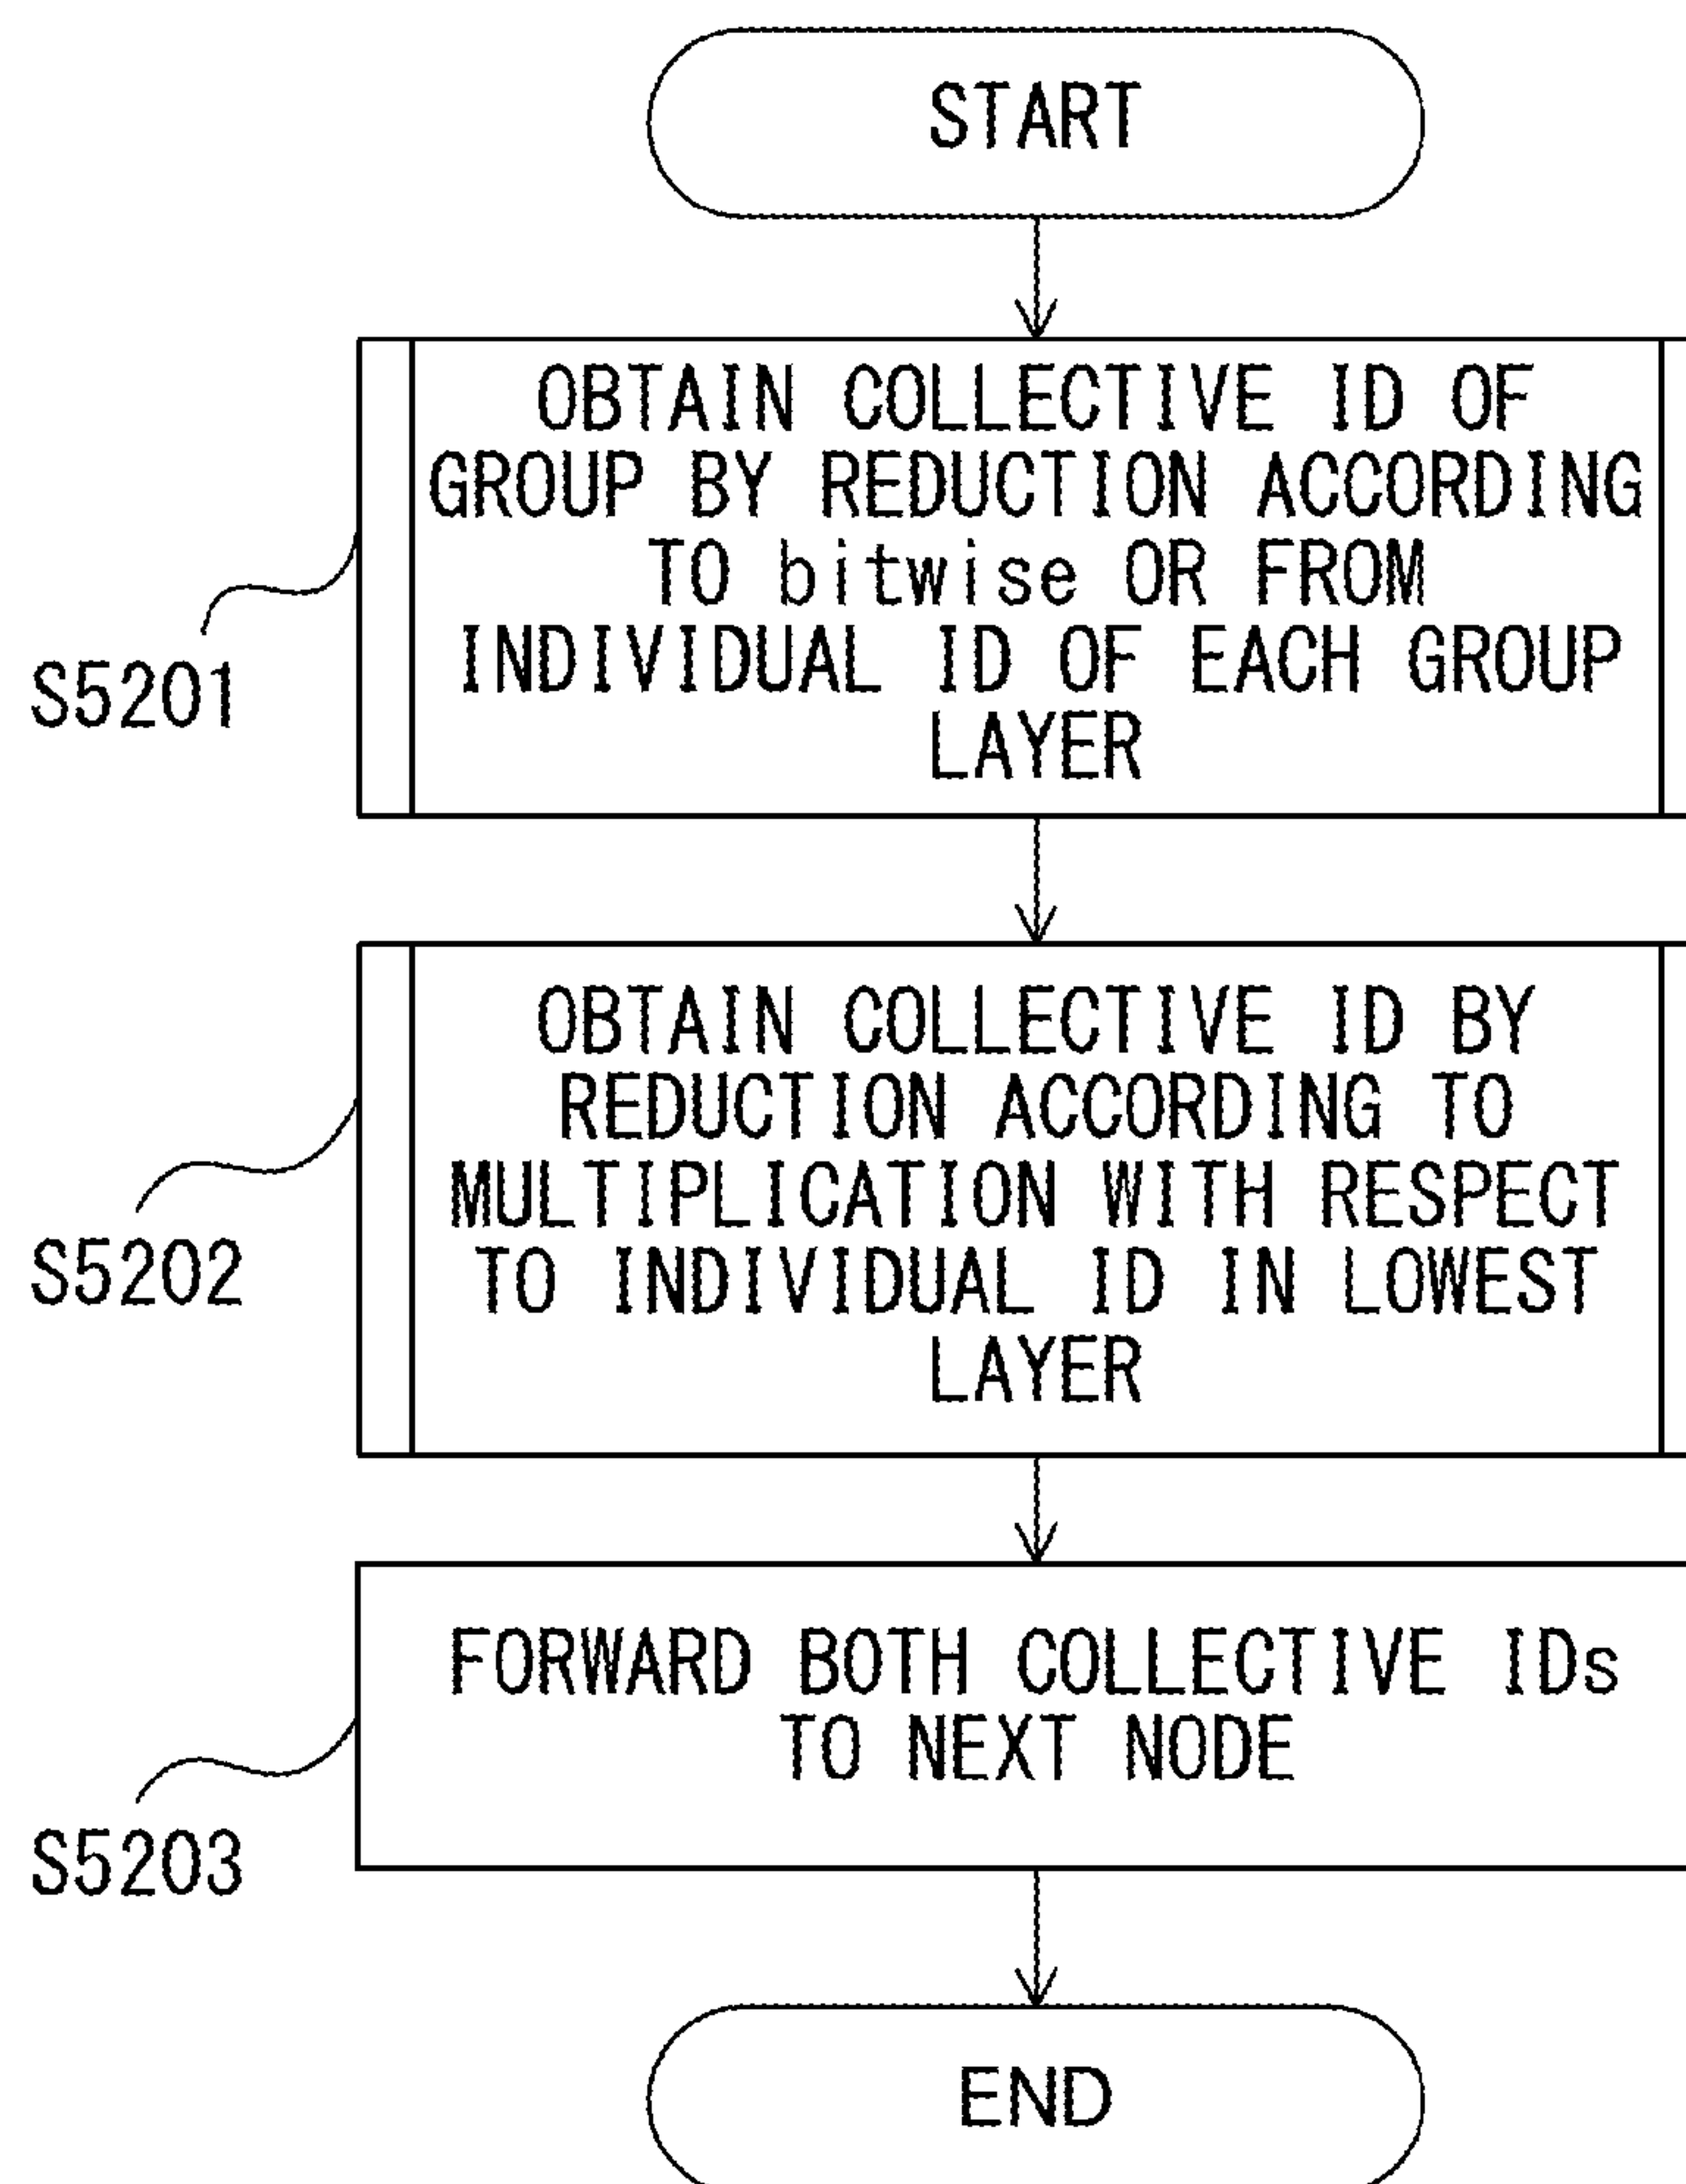 START
OBTAIN COLLECTIVE ID OF
GROUP BY REDUCTION ACCORDING
TO bitwise OR FROM
INDIVIDUAL ID OF EACH GROUP
LAYER
S5201
OBTAIN COLLECTIVE ID BY
REDUCTION ACCORDING TO
MULTIPLICATION WITH RESPECT
TO INDIVIDUAL ID IN LOWEST
LAYER
S5202
FORWARD BOTH COLLECTIVE IDs
TO NEXT NODE
S5203
END